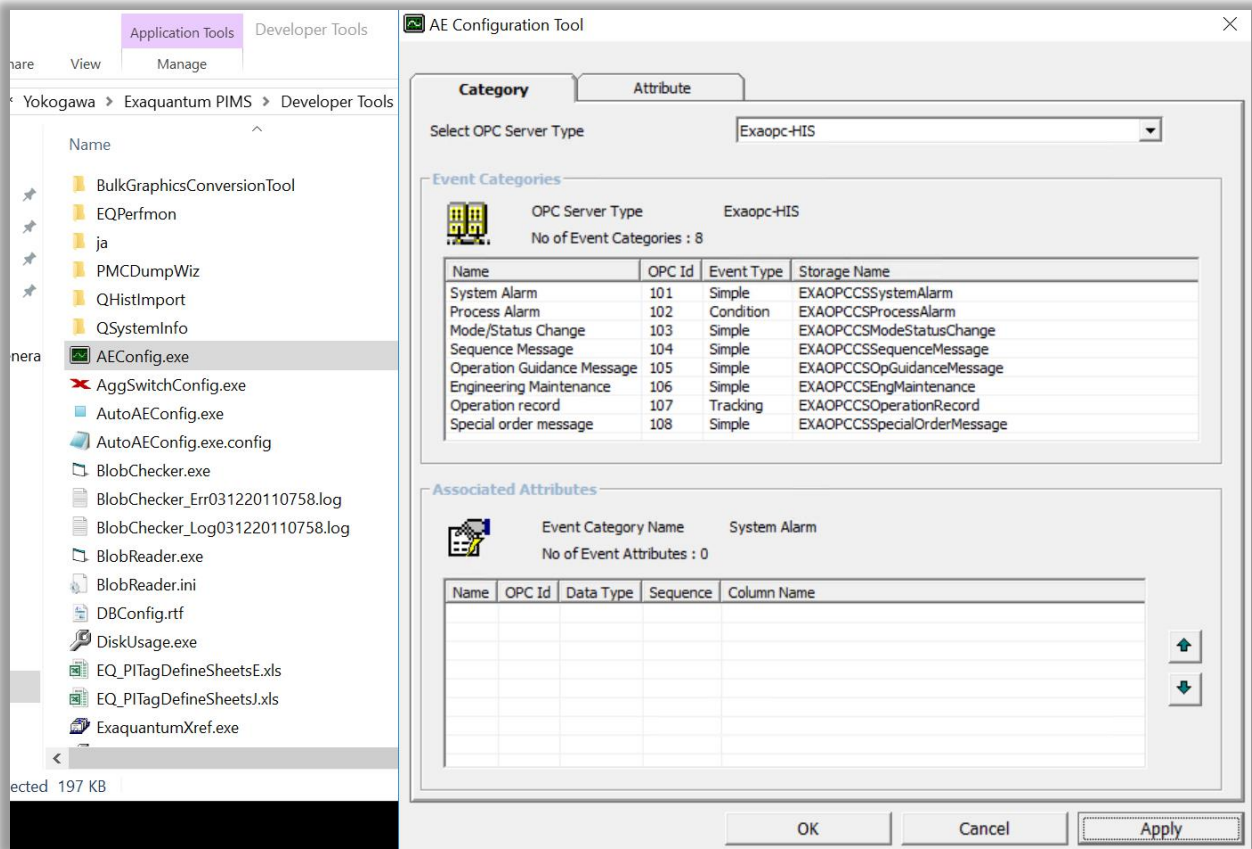 Application Tools
Developer Tools
hare
View
Manage
Yokogawa > Exaquantum PIMS > Developer Tools
Name
BulkGraphicsConversionTool
EQPerfmon
ja
PMCDumpWiz
QHistImport
QSystemInfo
nera
AEConfig.exe
AggSwitchConfig.exe
AutoAEConfig.exe
AutoAEConfig.exe.config
BlobChecker.exe
BlobChecker_Err031220110758.log
BlobChecker_Log031220110758.log
BlobReader.exe
BlobReader.ini
DBConfig.rtf
DiskUsage.exe
EQ_PITagDefineSheetsE.xls
EQ_PITagDefineSheetsJ.xls
ExaquantumXref.exe
ected 197 KB
AE Configuration Tool
Category
Attribute
Select OPC Server Type
Exaopc-HIS
Event Categories
OPC Server Type Exaopc-HIS
No of Event Categories : 8
Name OPC Id Event Type Storage Name
System Alarm 101 Simple EXAOPCCSSystemAlarm
Process Alarm 102 Condition EXAOPCCSProcessAlarm
Mode/Status Change 103 Simple EXAOPCCSModeStatusChange
Sequence Message 104 Simple EXAOPCCSSequenceMessage
Operation Guidance Message 105 Simple EXAOPCCSOpGuidanceMessage
Engineering Maintenance 106 Simple EXAOPCCSEngMaintenance
Operation record 107 Tracking EXAOPCCSOperationRecord
Special order message 108 Simple EXAOPCCSSpecialOrderMessage
Associated Attributes
Event Category Name System Alarm
No of Event Attributes : 0
Name OPC Id Data Type Sequence Column Name
OK
Cancel
Apply